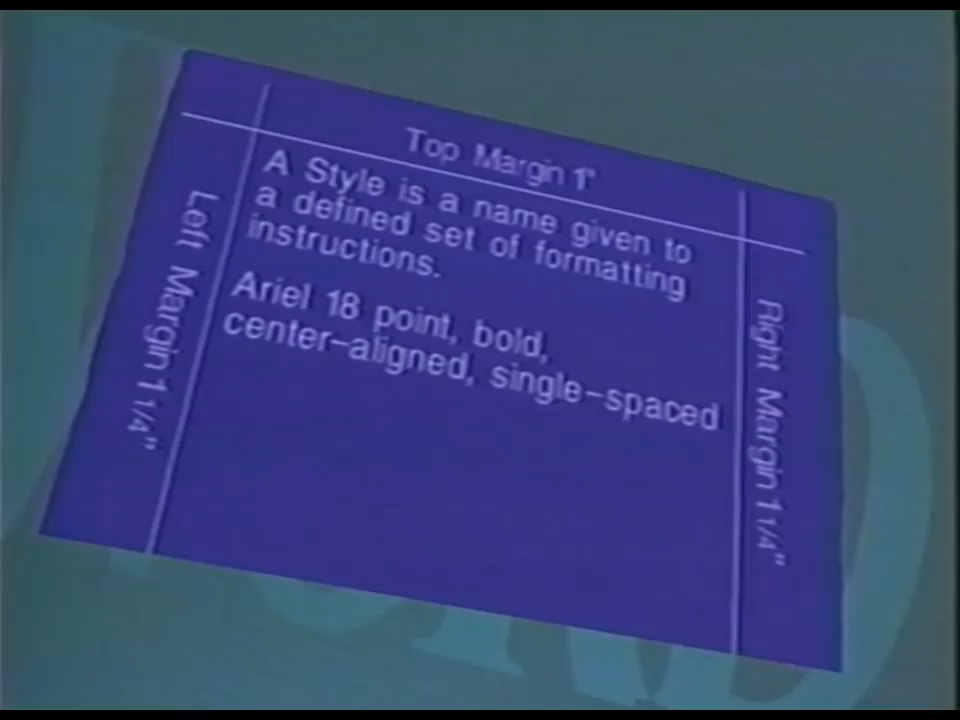 Top Margin 1"
A Style is a name given to
a defined set of formatting
instructions.
Ariel 18 point, bold,
center-aligned, single-spaced
Left Margin 1 1/4"
Right Margin 1 1/4"